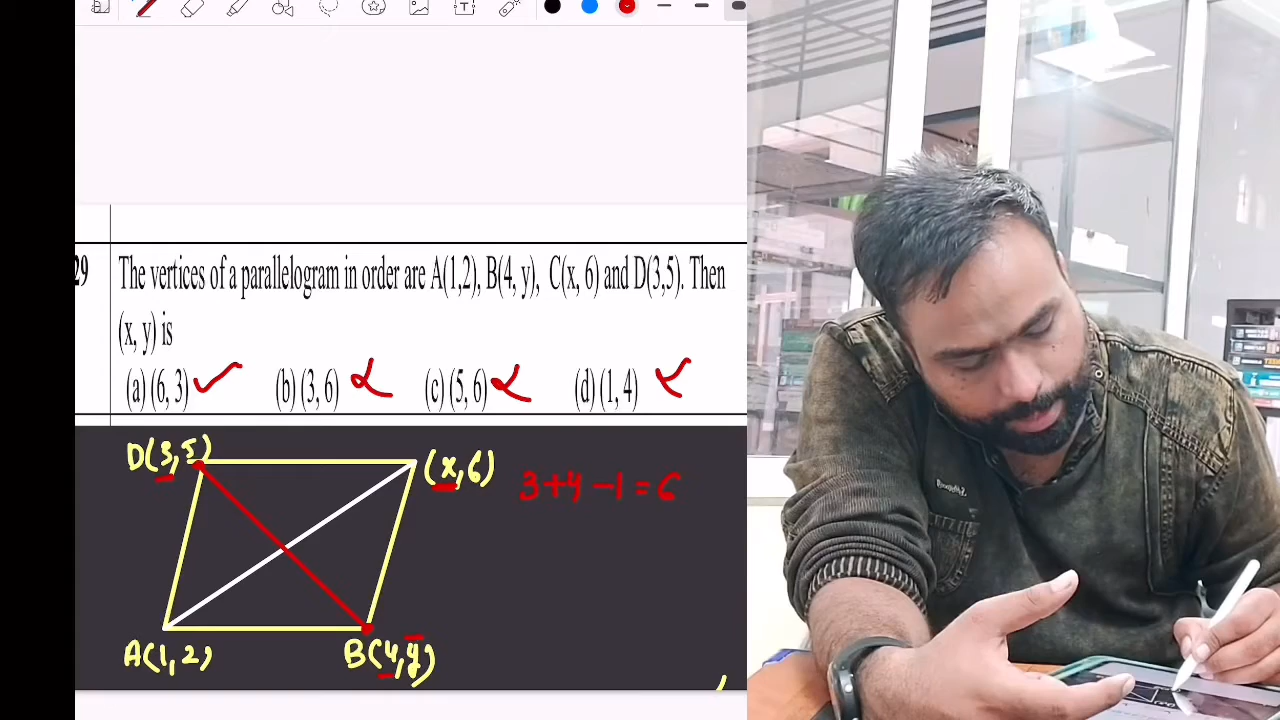 29 The vertices of a parallelogram in order are A(1,2), B(4, y), C(x, 6) and D(3,5). Then
(x, y) is
(a) (6, 3) (b) (3, 6) (c) (5, 6) (d) (1, 4)
D(3,5) (x,6) 3+4-1=6
A(1,2) B(4,y)